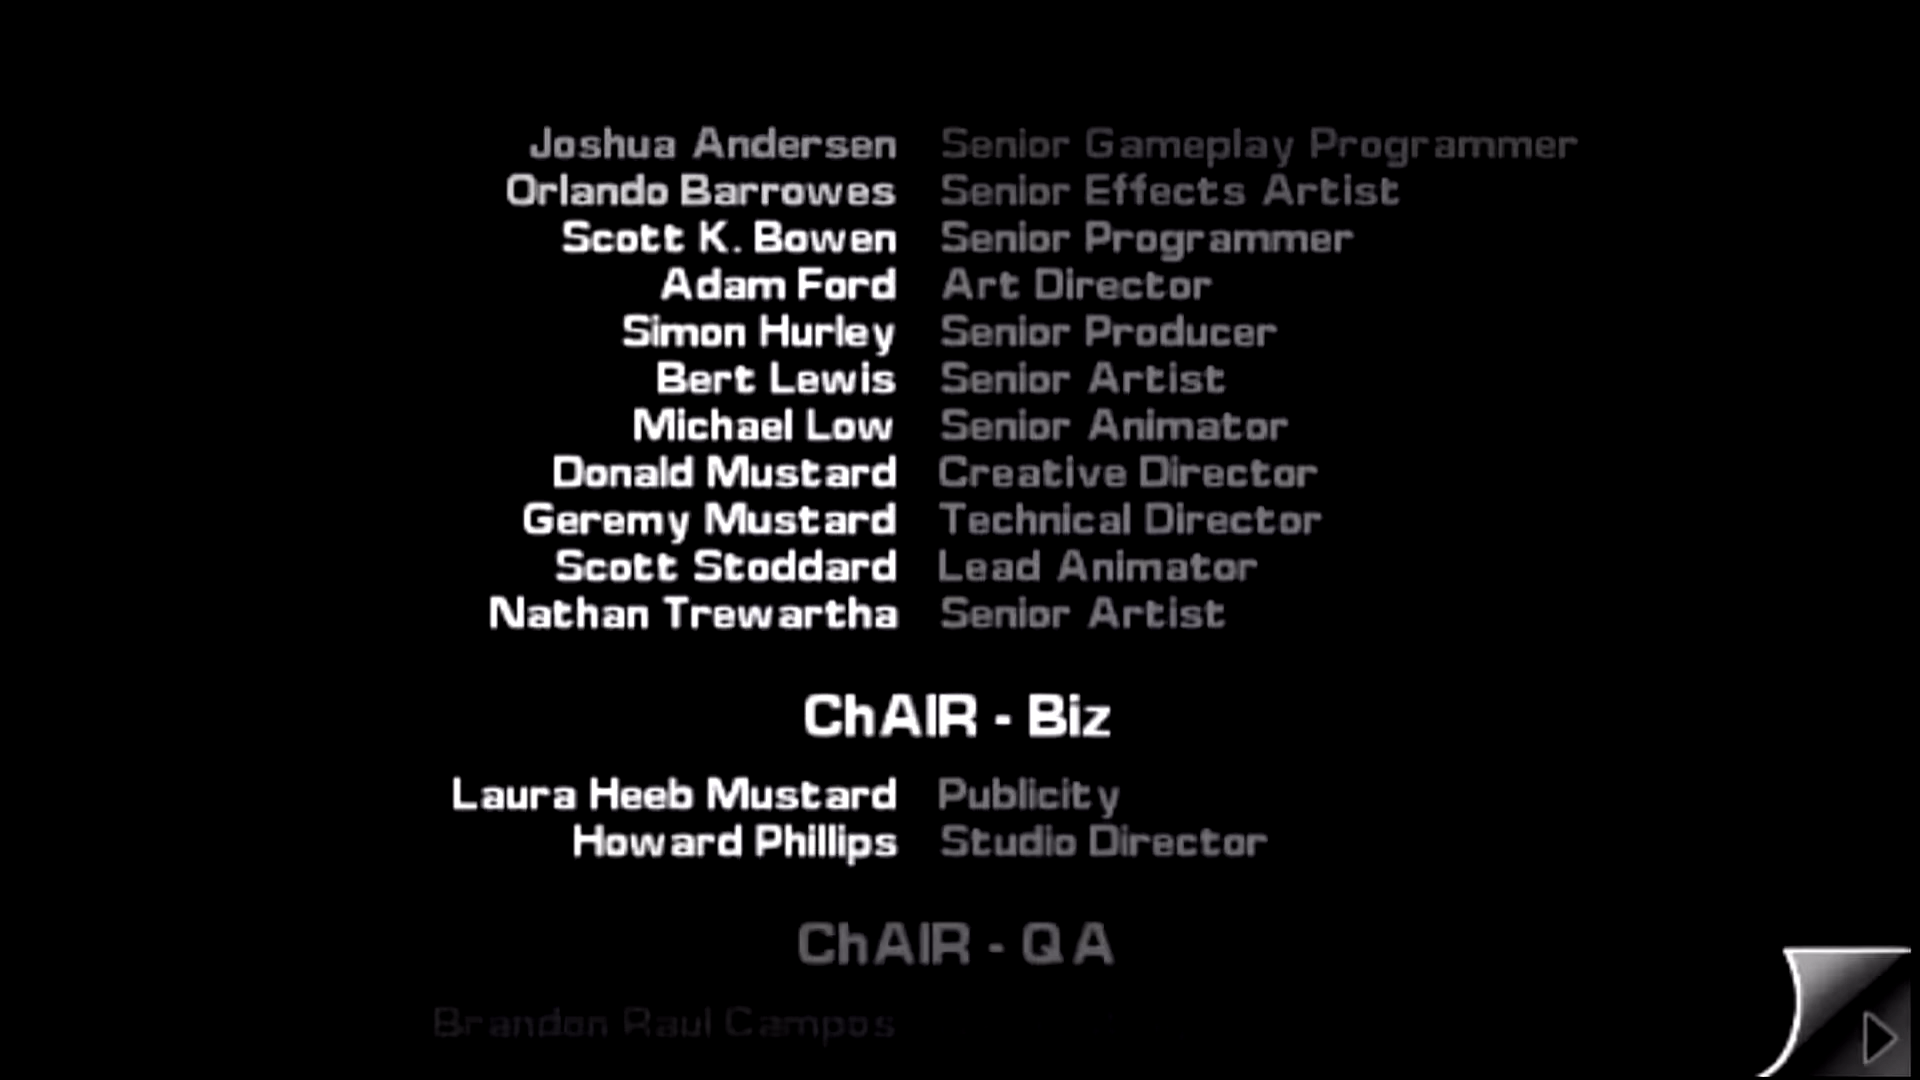 Joshua Andersen Senior Gameplay Programmer
Orlando Barrowes Senior Effects Artist
Scott K. Bowen Senior Programmer
Adam Ford Art Director
Simon Hurley Senior Producer
Bert Lewis Senior Artist
Michael Low Senior Animator
Donald Mustard Creative Director
Geremy Mustard Technical Director
Scott Stoddard Lead Animator
Nathan Trewartha Senior Artist
ChAIR - Biz
Laura Heeb Mustard Publicity
Howard Phillips Studio Director
ChAIR - QA
Brandon Raul Campos